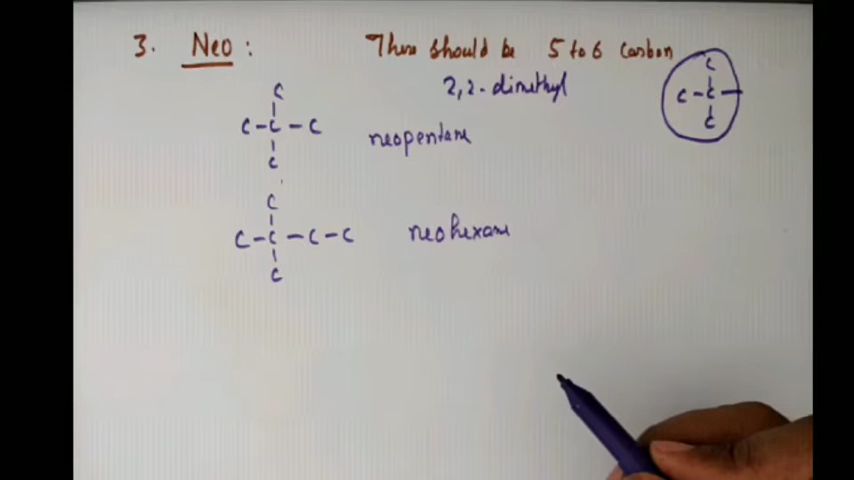 3. Neo : There should be 5 to 6 carbon
2,2-dimethyl
C
C - C -
C
C
C - C - C
C
neopentane
C
C - C - C - C
C
neohexane